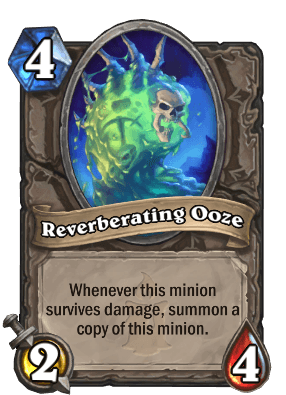 4
Reverberating Ooze
Whenever this minion
survives damage, summon a
copy of this minion.
2
4